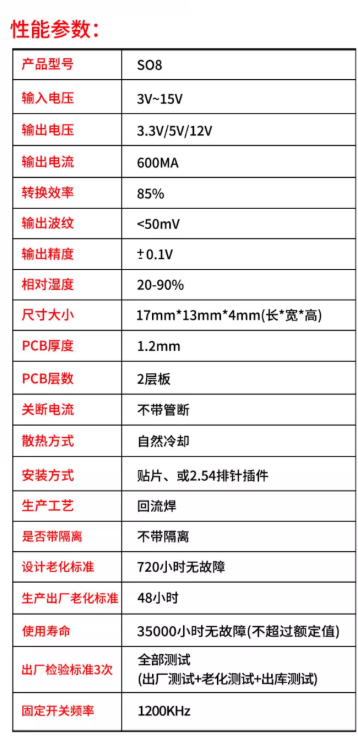 性能参数：
产品型号 SO8
输入电压 3V~15V
输出电压 3.3V/5V/12V
输出电流 600MA
转换效率 85%
输出波纹 <50mV
输出精度 ±0.1V
相对湿度 20-90%
尺寸大小 17mm*13mm*4mm(长*宽*高)
PCB厚度 1.2mm
PCB层数 2层板
关断电流 不带管断
散热方式 自然冷却
安装方式 贴片、或2.54排针插件
生产工艺 回流焊
是否带隔离 不带隔离
设计老化标准 720小时无故障
生产出厂老化标准 48小时
使用寿命 35000小时无故障(不超过额定值)
出厂检验标准3次 全部测试
(出厂测试+老化测试+出库测试)
固定开关频率 1200KHz